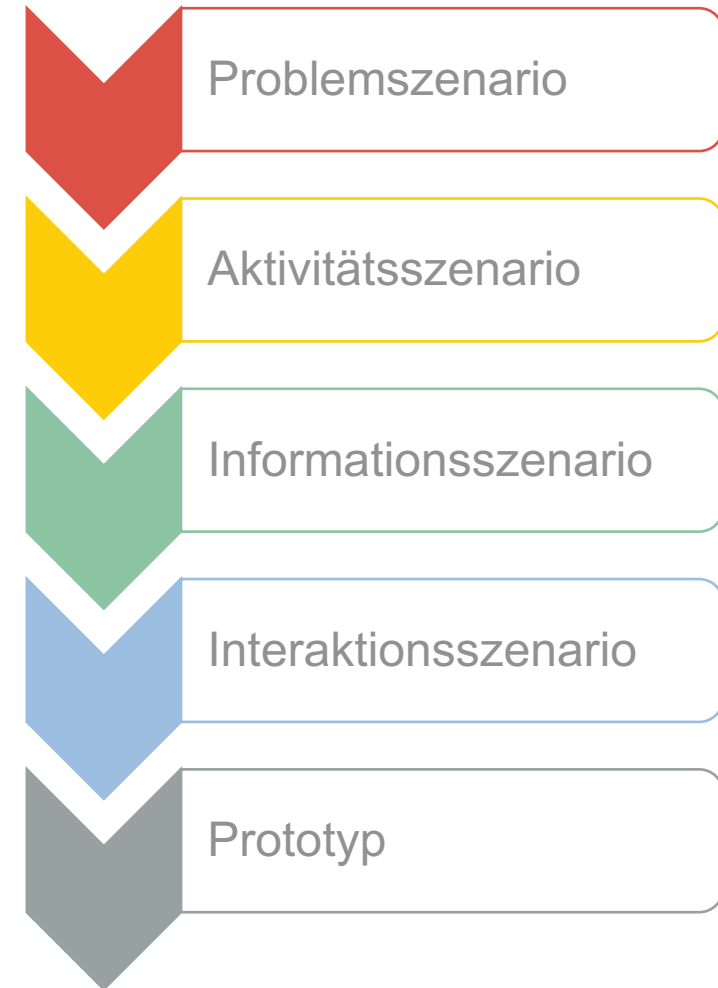 Problemszenario
Aktivitätsszenario
Informationsszenario
Interaktionsszenario
Prototyp